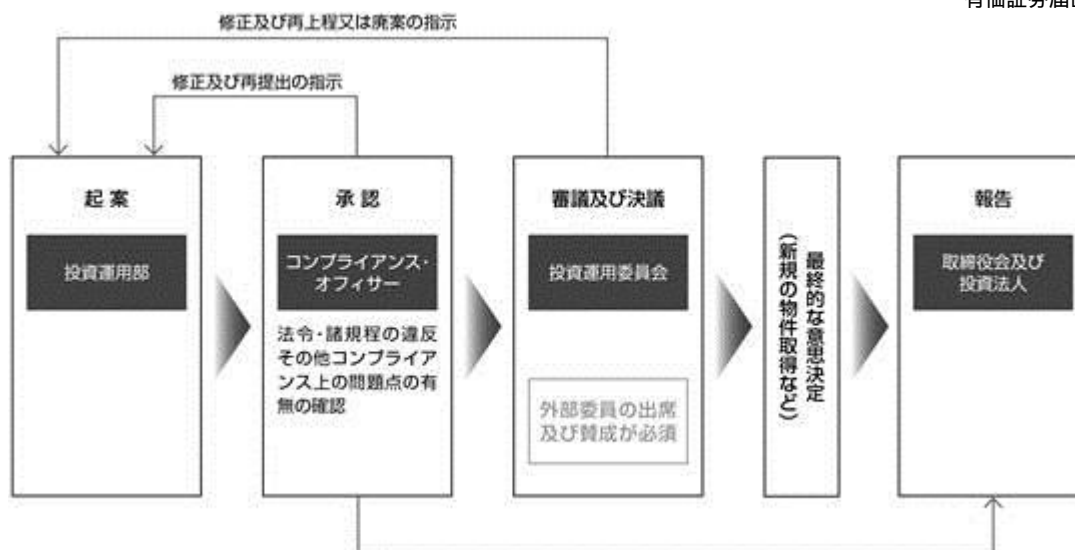 修正及び再上程又は廃案の指示
修正及び再提出の指示
起案
投資運用部
承認
コンプライアンス・
オフィサー
法令・諸規程の違反
その他コンプライア
ンス上の問題点の有
無の確認
審議及び決議
投資運用委員会
外部委員の出席
及び賛成が必須
最終的な意思決定
(新規の物件取得など)
報告
取締役会及び
投資法人